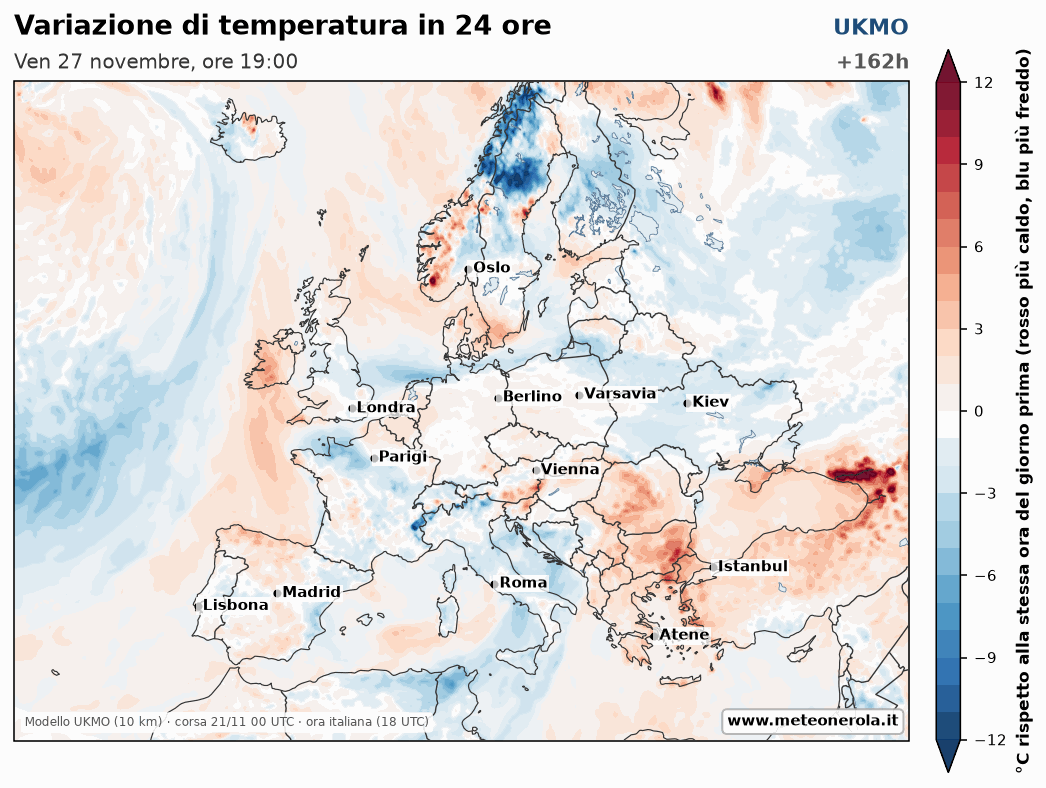 Variazione di temperatura in 24 ore
UKMO
Ven 27 novembre, ore 19:00
+162h
Oslo
Londra
Berlino
Varsavia
Kiev
Parigi
Vienna
Istanbul
Roma
Madrid
Lisbona
Atene
Modello UKMO (10 km) · corsa 21/11 00 UTC · ora italiana (18 UTC)
www.meteonerola.it
12
9
6
3
0
−3
−6
−9
−12
°C rispetto alla stessa ora del giorno prima (rosso più caldo, blu più freddo)